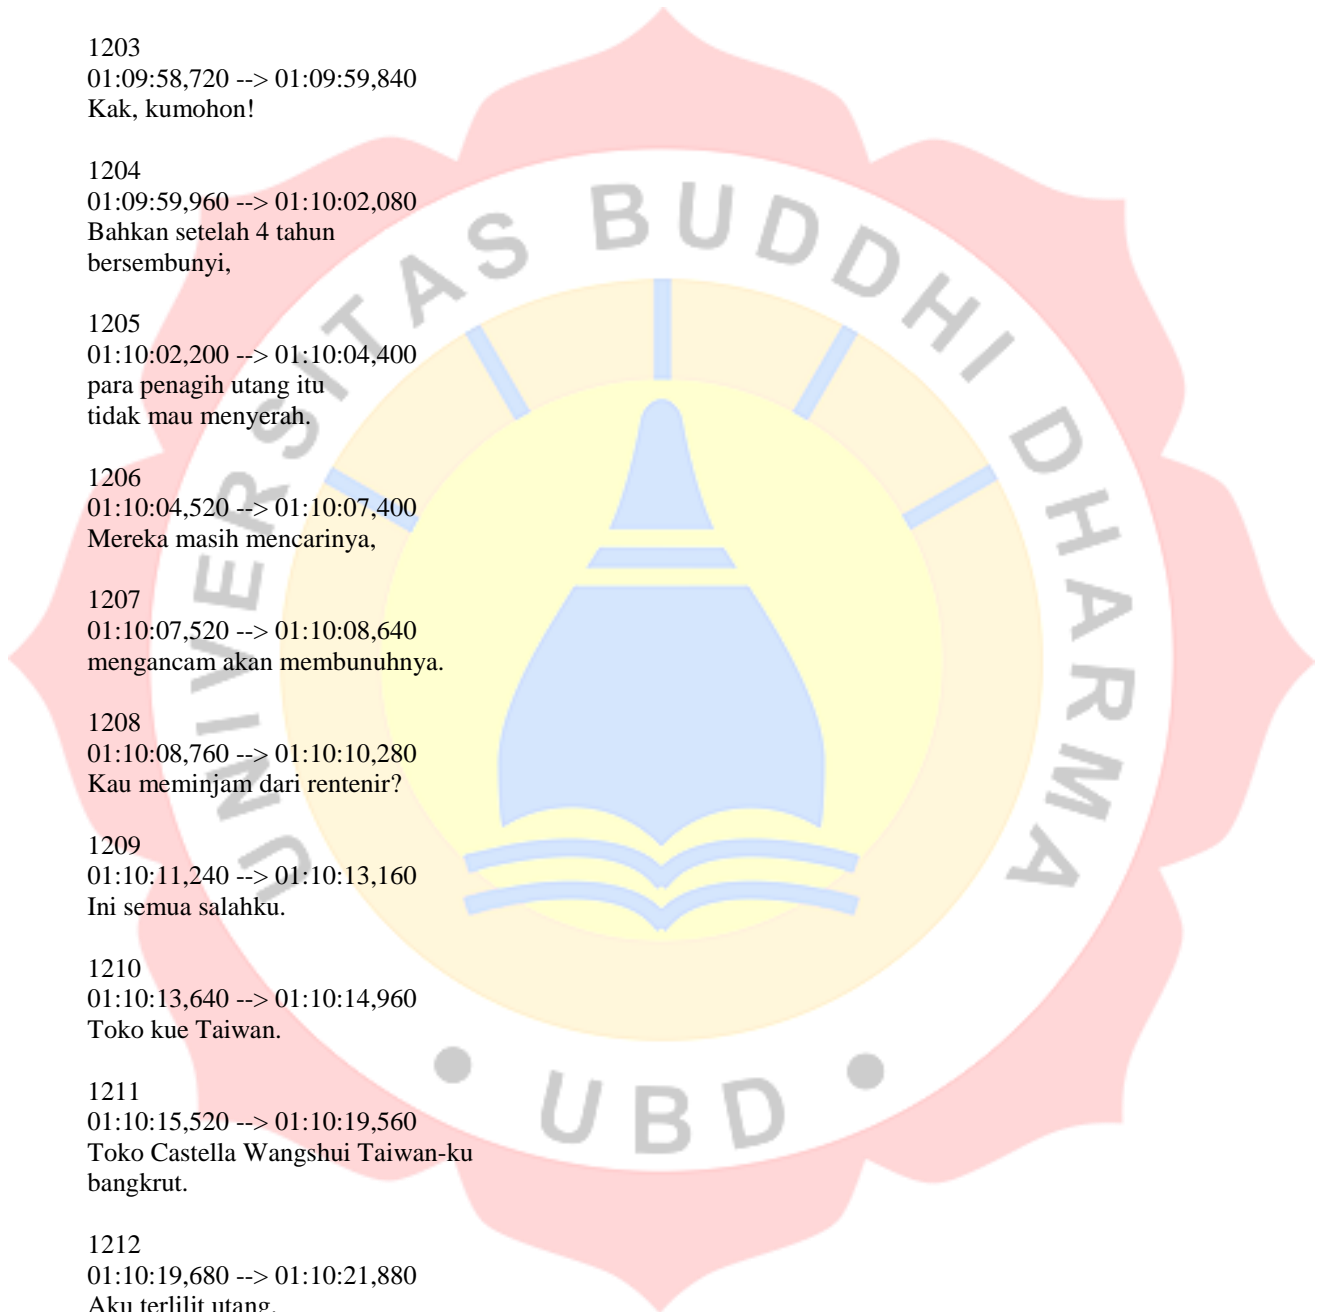 1203
01:09:58,720 --> 01:09:59,840
Kak, kumohon!
1204
01:09:59,960 --> 01:10:02,080
Bahkan setelah 4 tahun
bersembunyi,
1205
01:10:02,200 --> 01:10:04,400
para penagih utang itu
tidak mau menyerah.
1206
01:10:04,520 --> 01:10:07,400
Mereka masih mencarinya,
1207
01:10:07,520 --> 01:10:08,640
mengancam akan membunuhnya.
1208
01:10:08,760 --> 01:10:10,280
Kau meminjam dari rentenir?
1209
01:10:11,240 --> 01:10:13,160
Ini semua salahku.
1210
01:10:13,640 --> 01:10:14,960
Toko kue Taiwan.
1211
01:10:15,520 --> 01:10:19,560
Toko Castella Wangshui Taiwan-ku
bangkrut.
1212
01:10:19,680 --> 01:10:21,880
Aku terlilit utang.
UNIVERSITAS BUDDHI DHARMA
• UBD •